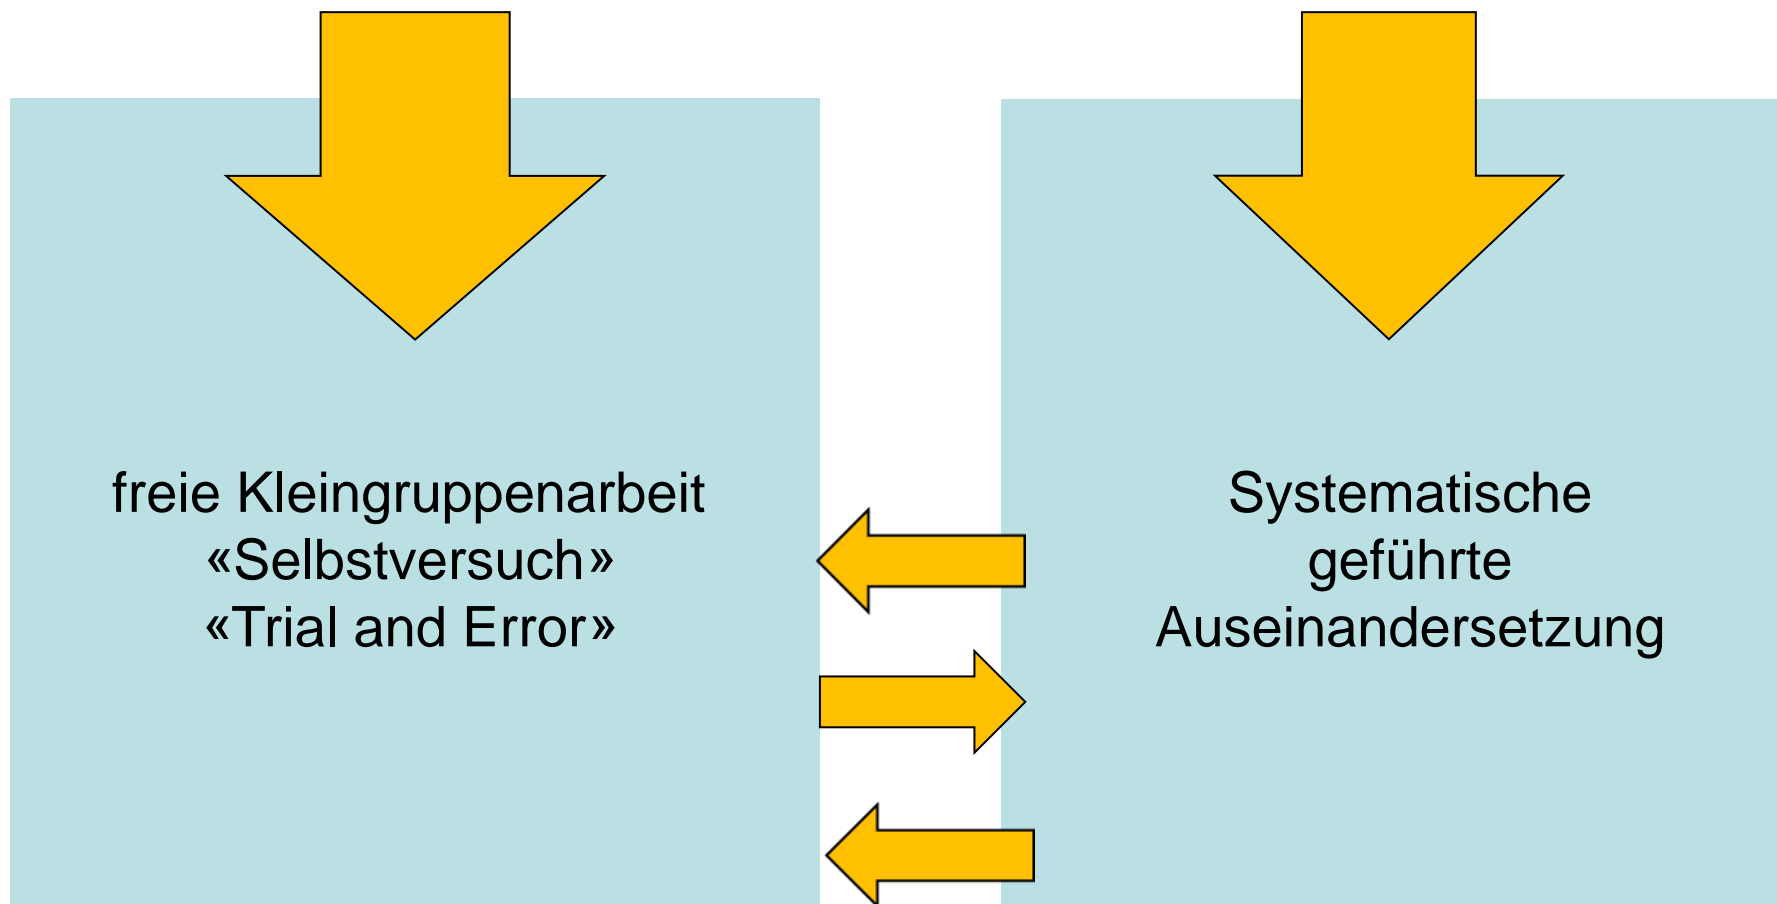 freie Kleingruppenarbeit
«Selbstversuch»
«Trial and Error»
Systematische
geführte
Auseinandersetzung